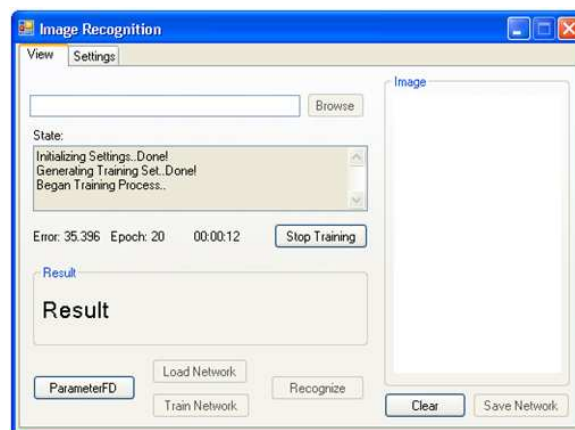 Image Recognition
View Settings
Image
Browse
State:
Initializing Settings..Done!
Generating Training Set..Done!
Began Training Process..
Error: 35.396 Epoch: 20 00:00:12 Stop Training
Result
Result
Load Network
ParameterFD
Recognize
Train Network
Clear Save Network